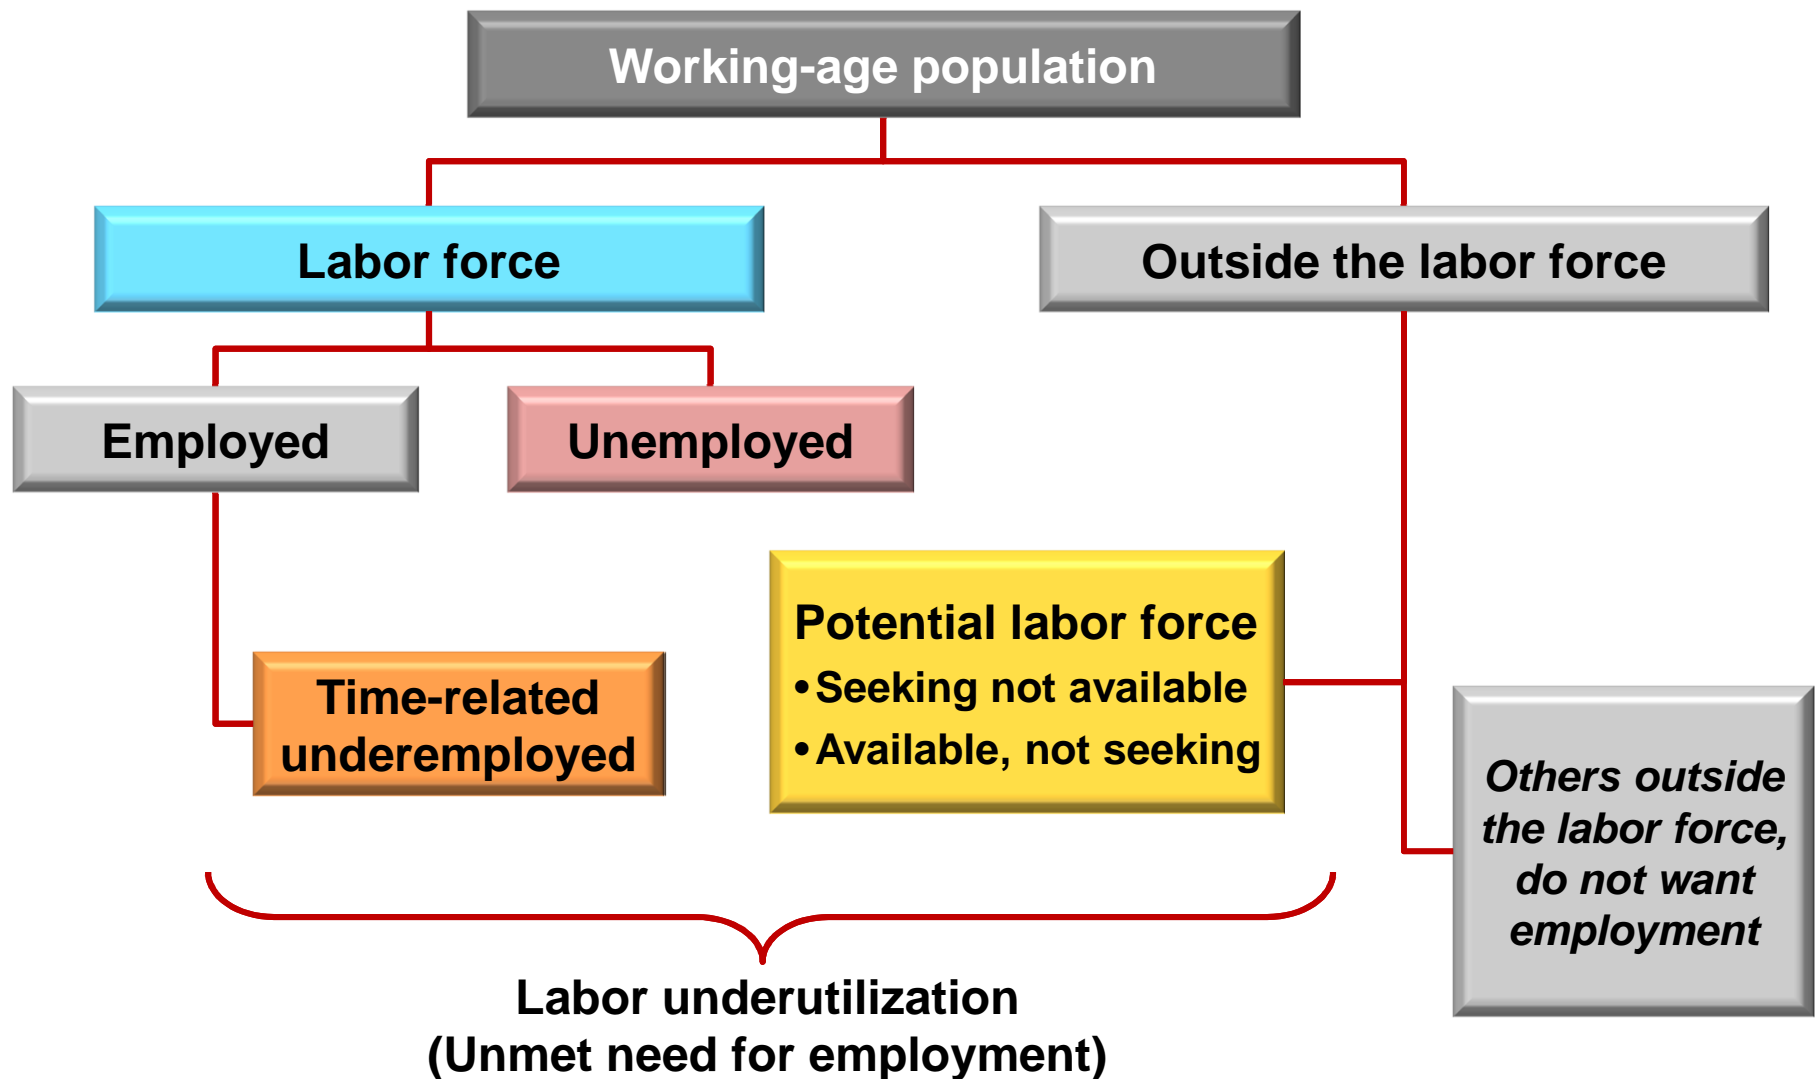 Working-age population
Labor force
Outside the labor force
Employed
Unemployed
Time-related
underemployed
Potential labor force
•Seeking not available
•Available, not seeking
Others outside
the labor force,
do not want
employment
Labor underutilization
(Unmet need for employment)